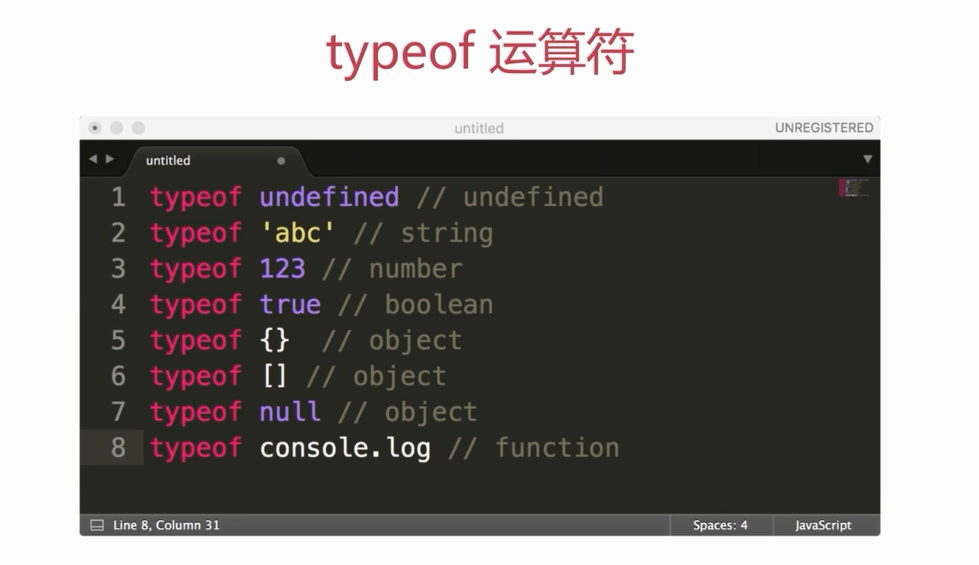 typeof 运算符
untitled
UNREGISTERED
untitled
1 typeof undefined // undefined
2 typeof 'abc' // string
3 typeof 123 // number
4 typeof true // boolean
5 typeof {}  // object
6 typeof [] // object
7 typeof null // object
8 typeof console.log // function
Line 8, Column 31
Spaces: 4
JavaScript